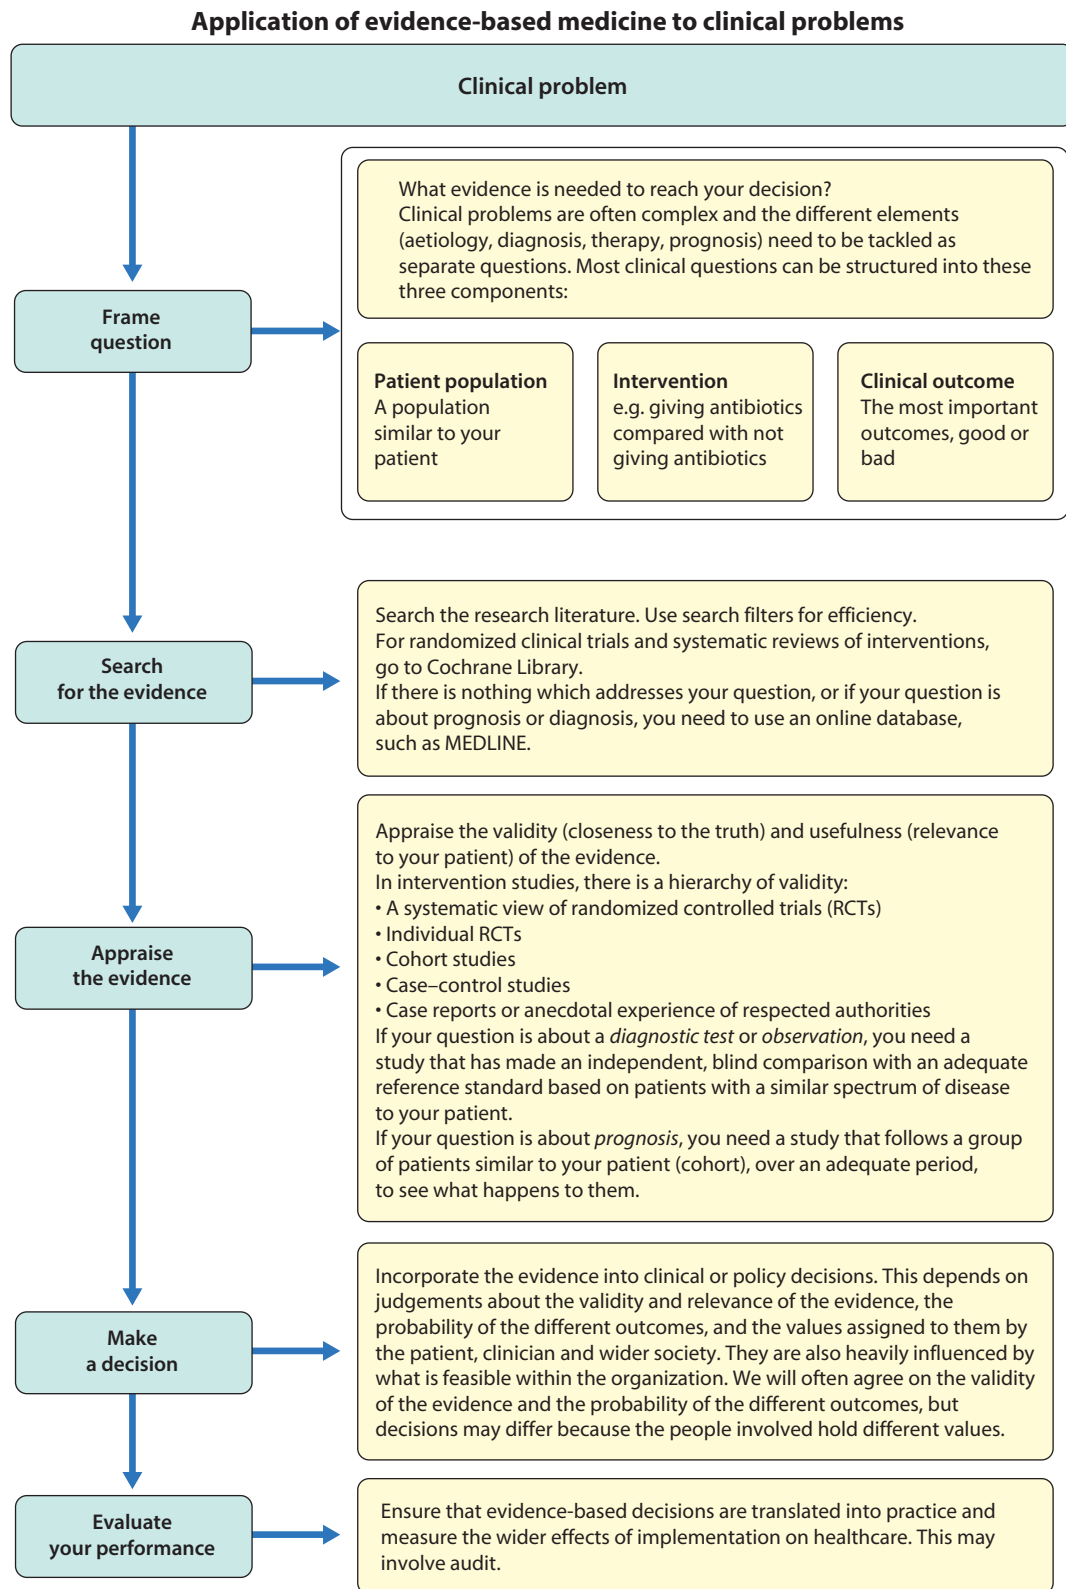 Application of evidence-based medicine to clinical problems
Clinical problem
Frame
question
What evidence is needed to reach your decision?
Clinical problems are often complex and the different elements
(aetiology, diagnosis, therapy, prognosis) need to be tackled as
separate questions. Most clinical questions can be structured into these
three components:
Patient population
A population
similar to your
patient
Intervention
e.g. giving antibiotics
compared with not
giving antibiotics
Clinical outcome
The most important
outcomes, good or
bad
Search
for the evidence
Search the research literature. Use search filters for efficiency.
For randomized clinical trials and systematic reviews of interventions,
go to Cochrane Library.
If there is nothing which addresses your question, or if your question is
about prognosis or diagnosis, you need to use an online database,
such as MEDLINE.
Appraise
the evidence
Appraise the validity (closeness to the truth) and usefulness (relevance
to your patient) of the evidence.
In intervention studies, there is a hierarchy of validity:
• A systematic view of randomized controlled trials (RCTs)
• Individual RCTs
• Cohort studies
• Case–control studies
• Case reports or anecdotal experience of respected authorities
If your question is about a diagnostic test or observation, you need a
study that has made an independent, blind comparison with an adequate
reference standard based on patients with a similar spectrum of disease
to your patient.
If your question is about prognosis, you need a study that follows a group
of patients similar to your patient (cohort), over an adequate period,
to see what happens to them.
Make
a decision
Incorporate the evidence into clinical or policy decisions. This depends on
judgements about the validity and relevance of the evidence, the
probability of the different outcomes, and the values assigned to them by
the patient, clinician and wider society. They are also heavily influenced by
what is feasible within the organization. We will often agree on the validity
of the evidence and the probability of the different outcomes, but
decisions may differ because the people involved hold different values.
Evaluate
your performance
Ensure that evidence-based decisions are translated into practice and
measure the wider effects of implementation on healthcare. This may
involve audit.